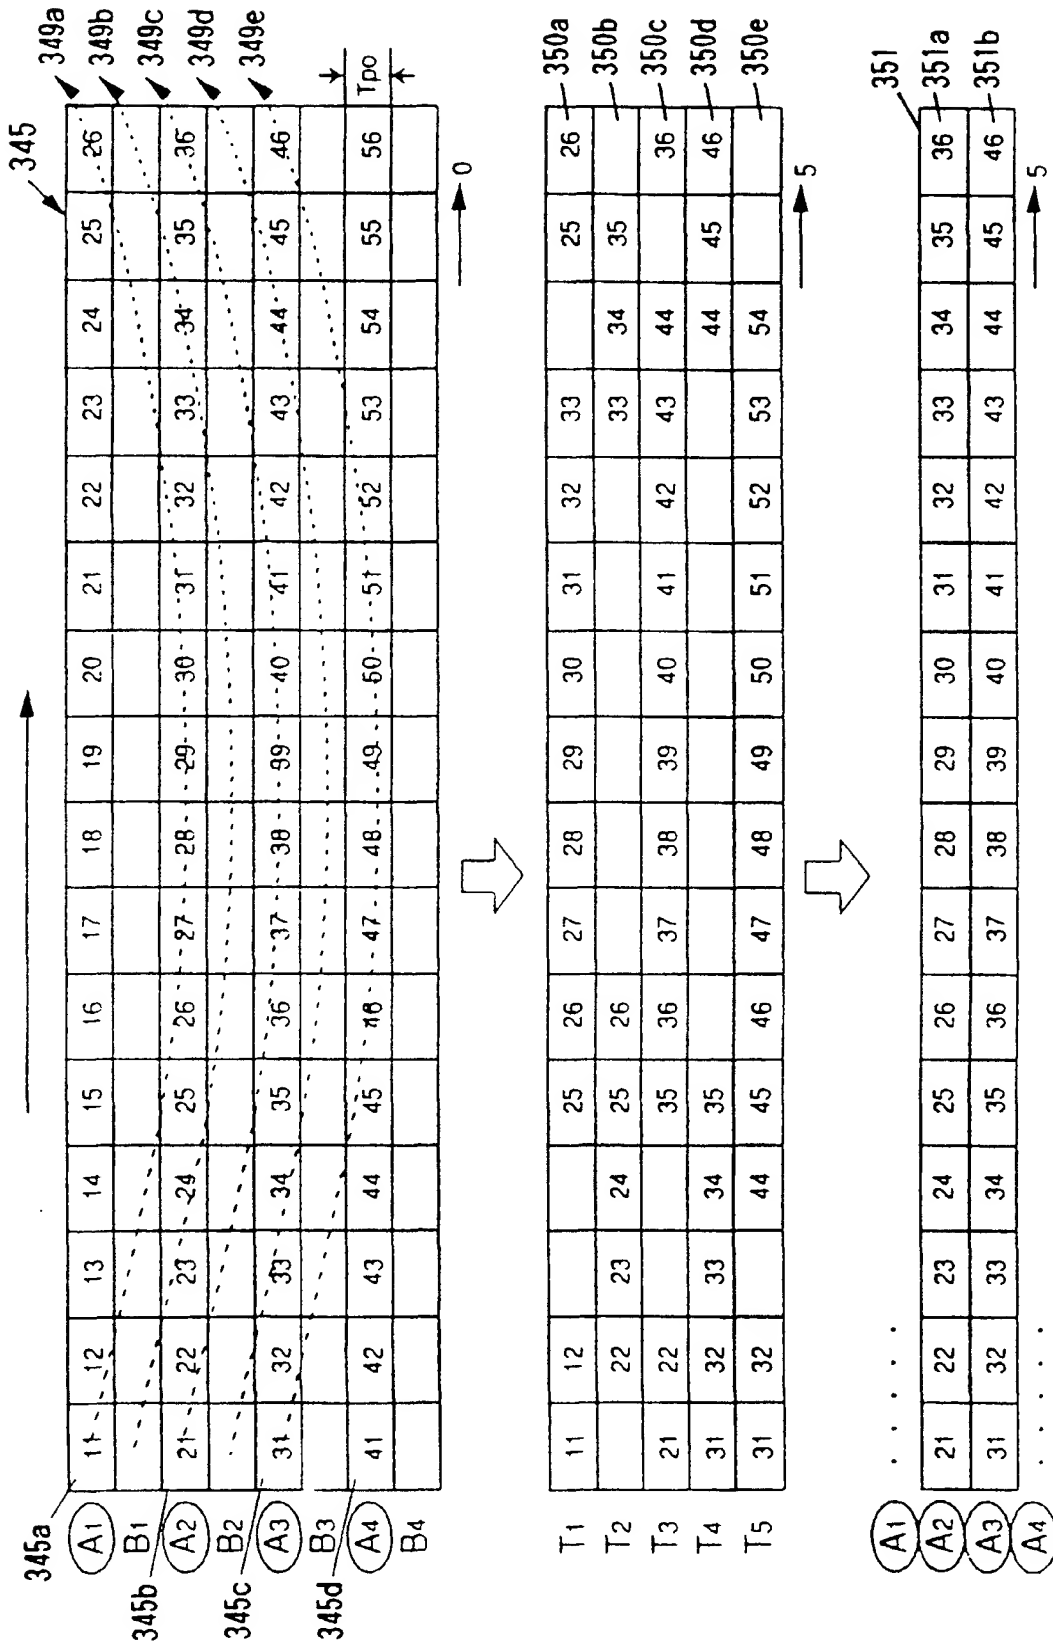 345
345a
A1 11 12 13 14 15 16 17 18 19 20 21 22 23 24 25 26 349a
B1 349b
345b
A2 21 22 23 24 25 26 27 28 29 30 31 32 33 34 35 36 349c
B2 349d
345c
A3 31 32 33 34 35 36 37 38 39 40 41 42 43 44 45 46 349e
B3
345d
A4 41 42 43 44 45 46 47 48 49 50 51 52 53 54 55 56 Tpo
B4
0
T1 11 12 25 26 27 28 29 30 31 32 33 25 26 350a
T2 22 23 24 25 26 33 34 35 350b
T3 21 22 35 36 37 38 39 40 41 42 43 44 36 350c
T4 31 32 33 34 35 44 45 46 350d
T5 31 32 44 45 46 47 48 49 50 51 52 53 54 350e
5
A1 . . . . . 351
A2 21 22 23 24 25 26 27 28 29 30 31 32 33 34 35 36 351a
A3 31 32 33 34 35 36 37 38 39 40 41 42 43 44 45 46 351b
A4 . . . . .
5